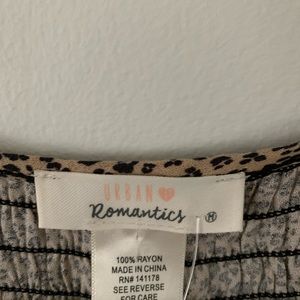 URBAN
Romantics
M
100% RAYON
MADE IN CHINA
RN# 141178
SEE REVERSE
FOR CARE